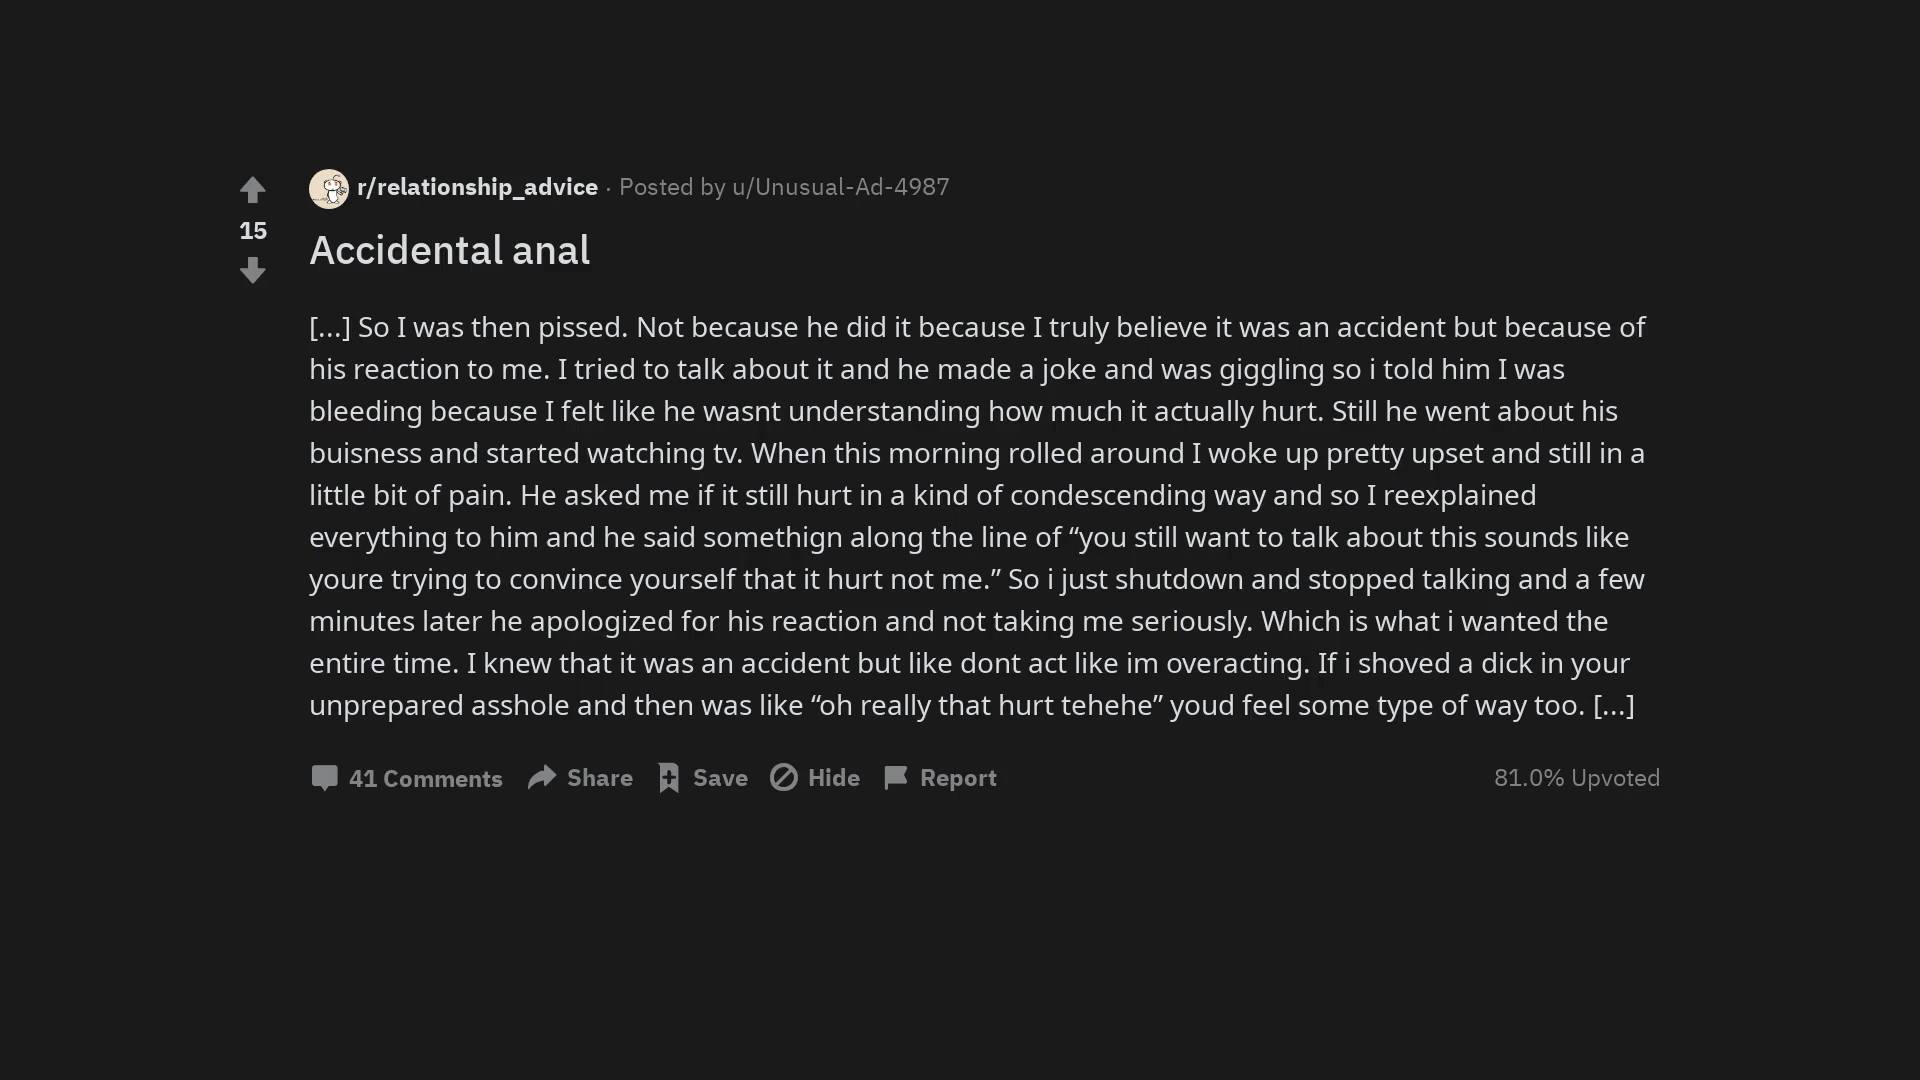 r/relationship_advice · Posted by u/Unusual-Ad-4987
15
Accidental anal
[...] So I was then pissed. Not because he did it because I truly believe it was an accident but because of
his reaction to me. I tried to talk about it and he made a joke and was giggling so i told him I was
bleeding because I felt like he wasnt understanding how much it actually hurt. Still he went about his
buisness and started watching tv. When this morning rolled around I woke up pretty upset and still in a
little bit of pain. He asked me if it still hurt in a kind of condescending way and so I reexplained
everything to him and he said somethign along the line of “you still want to talk about this sounds like
youre trying to convince yourself that it hurt not me.” So i just shutdown and stopped talking and a few
minutes later he apologized for his reaction and not taking me seriously. Which is what i wanted the
entire time. I knew that it was an accident but like dont act like im overacting. If i shoved a dick in your
unprepared asshole and then was like “oh really that hurt tehehe” youd feel some type of way too. [...]
41 Comments Share Save Hide Report 81.0% Upvoted